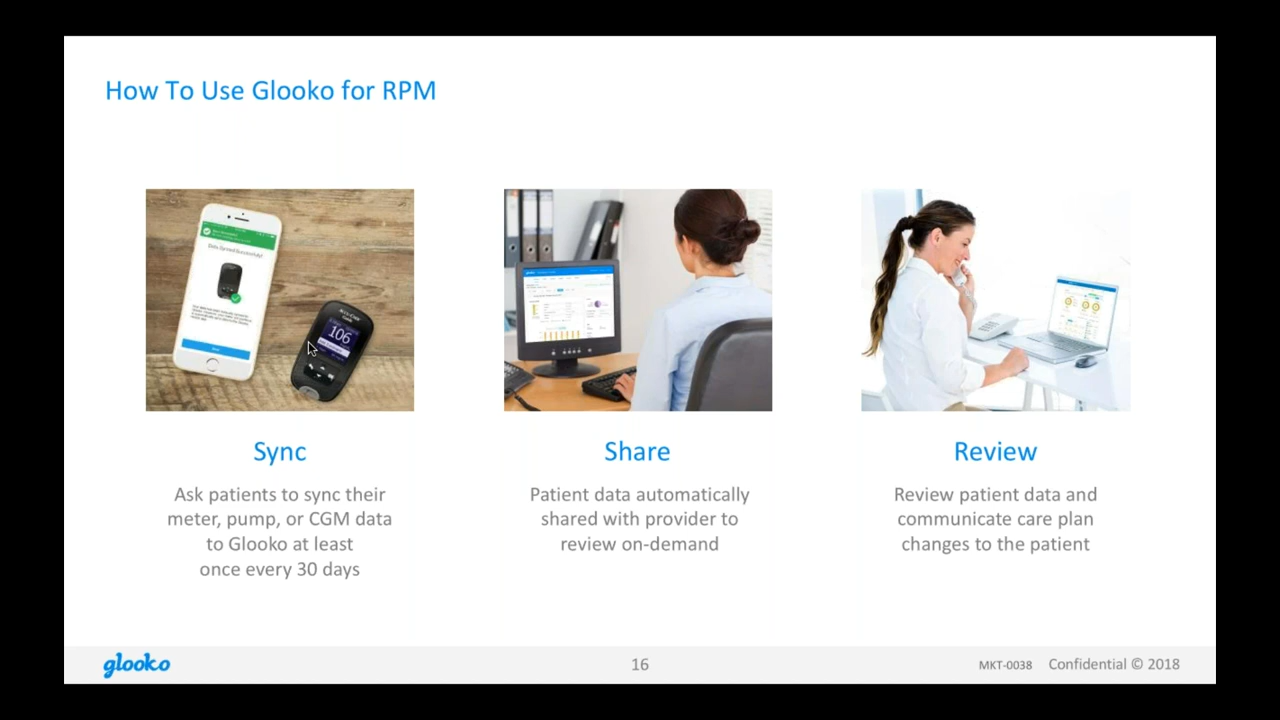 How To Use Glooko for RPM
106
Sync
Ask patients to sync their
meter, pump, or CGM data
to Glooko at least
once every 30 days
Share
Patient data automatically
shared with provider to
review on-demand
Review
Review patient data and
communicate care plan
changes to the patient
glooko
16
MKT-0038
Confidential © 2018